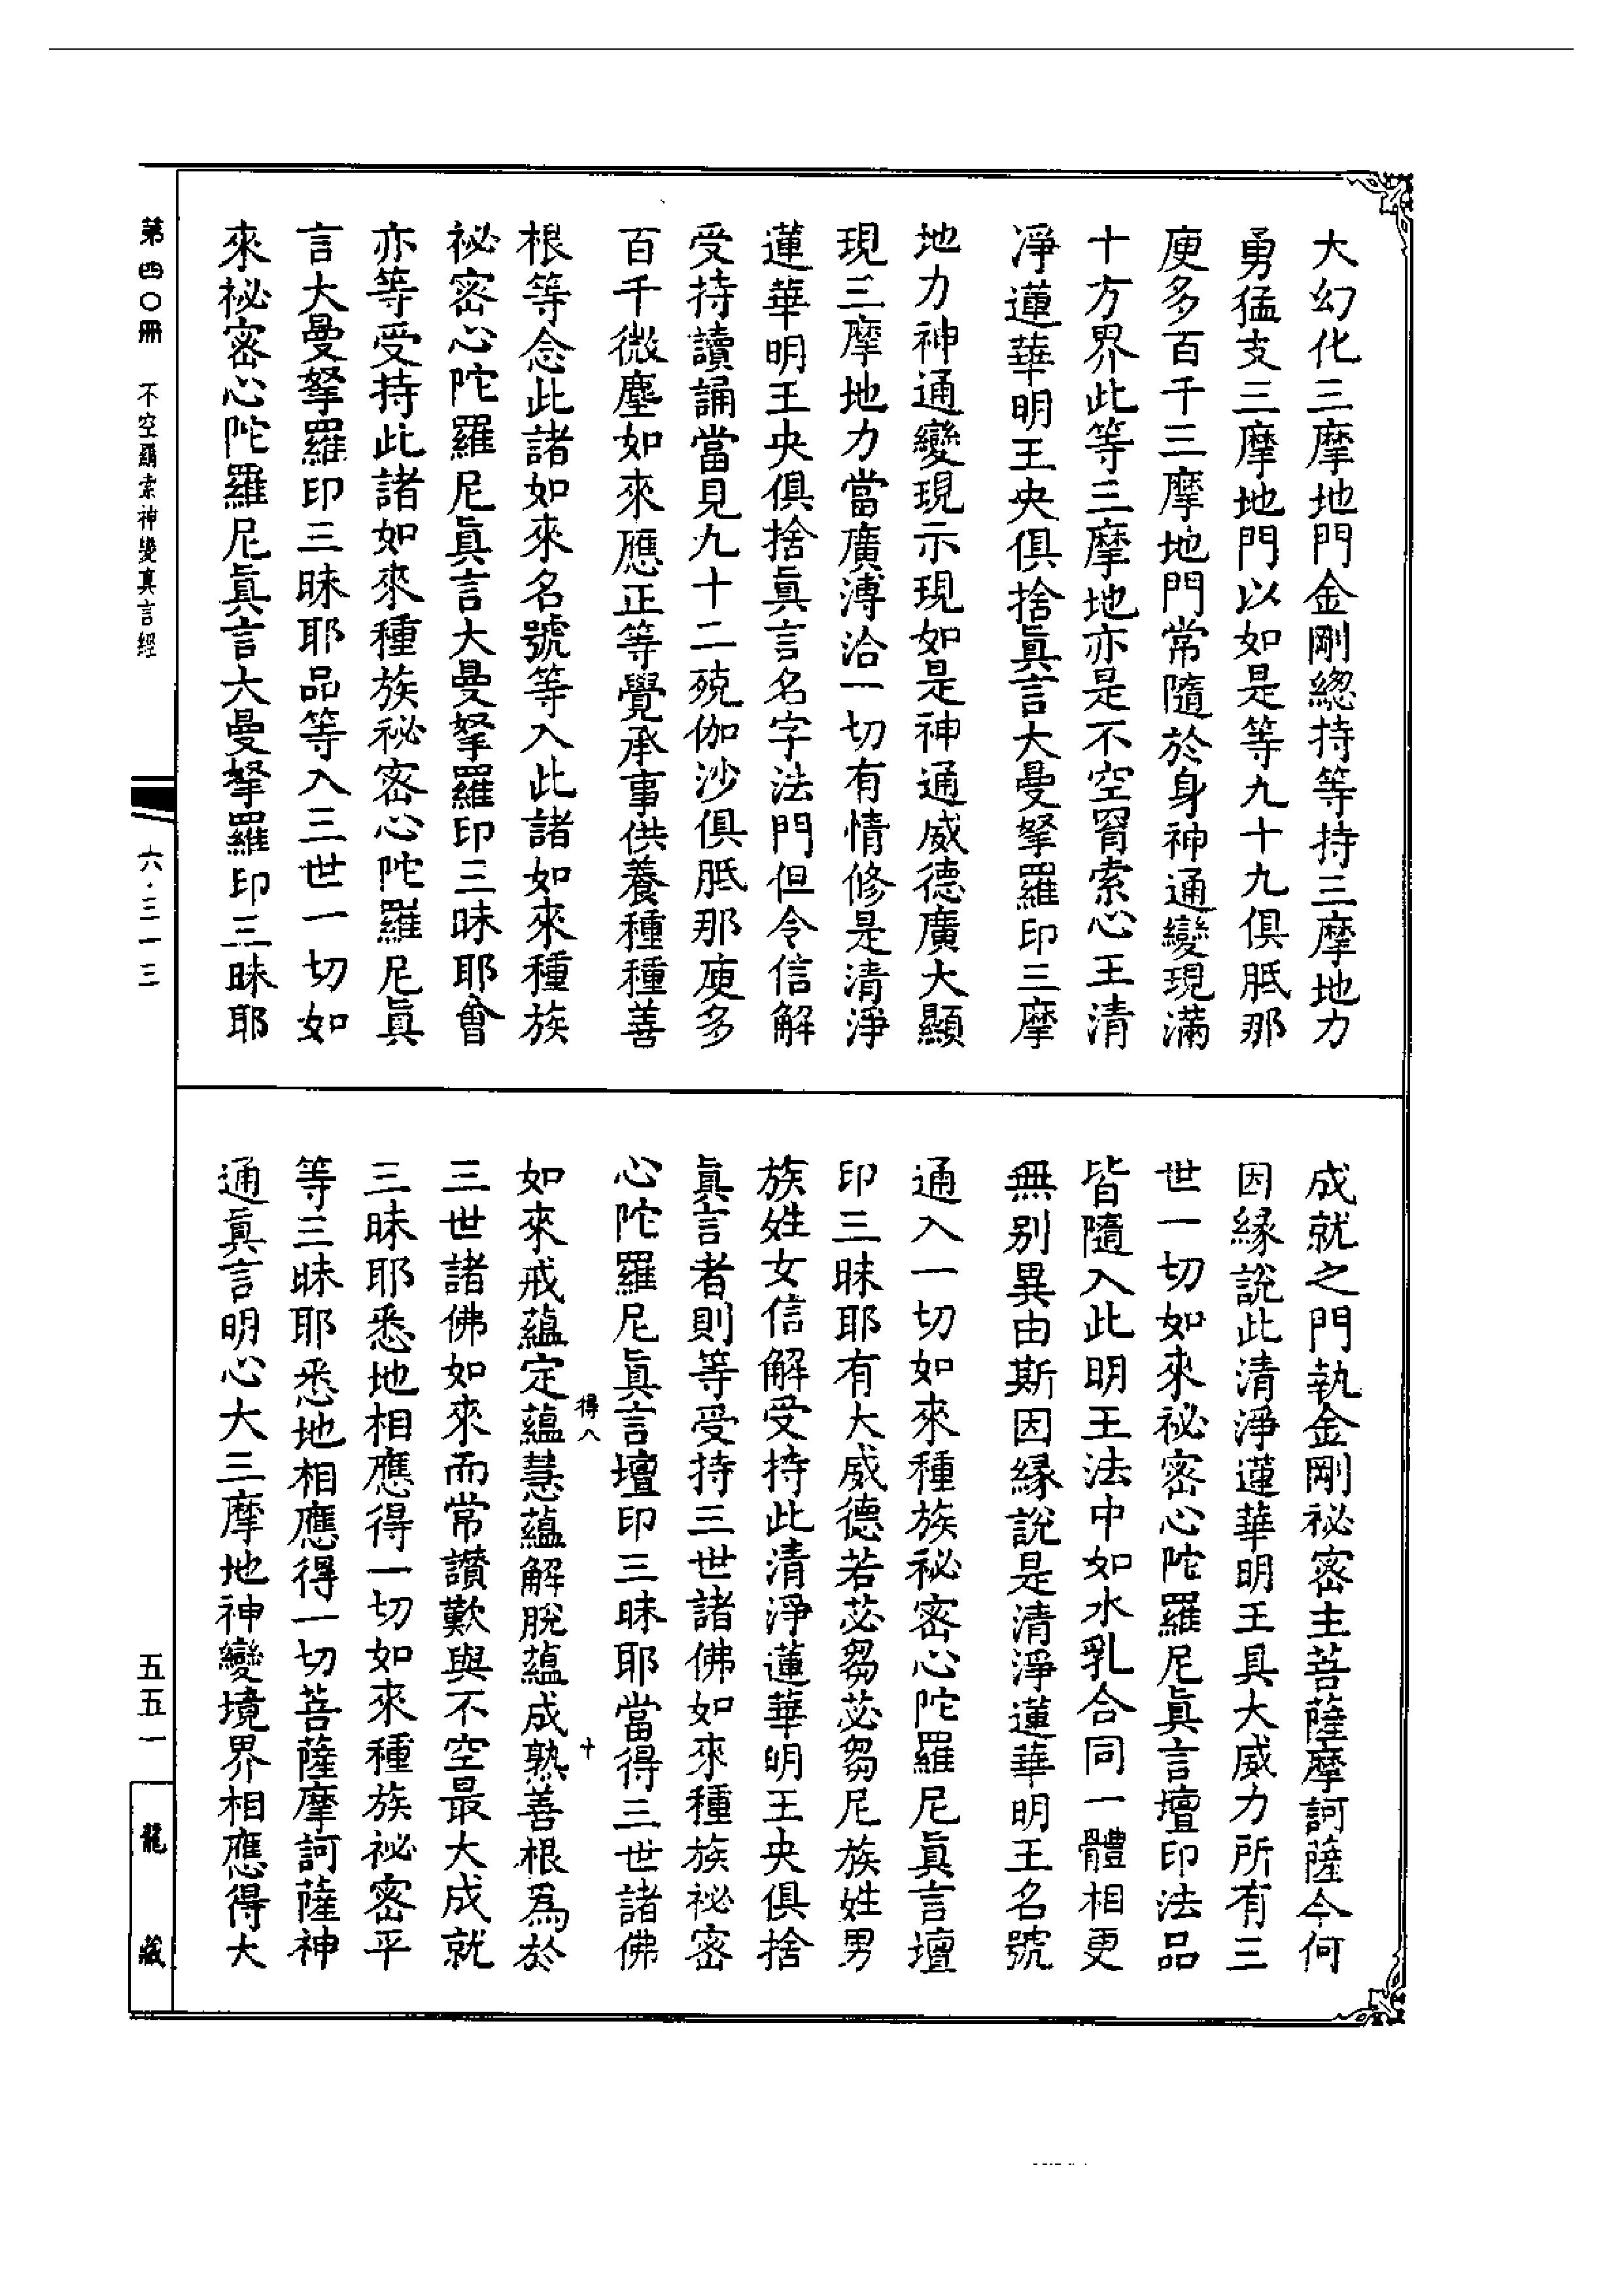 大幻化三摩地門金剛緫持等持三摩地力
勇猛支三摩地門以如是等九十九俱胝那
庾多百千三摩地門常隨於身神通變現滿
十方界此等三摩地亦是不空罥索心王清
淨蓮華明王央俱捨眞言大曼拏羅印三摩
地力神通變現示現如是神通威德廣大顯
現三摩地力當廣溥洽一切有情修是清淨
蓮華明王央俱捨眞言名字法門但令信解
受持讀誦當見九十二殑伽沙俱胝那庾多
百千微塵如來應正等覺承事供養種種善
根等念此諸如來名號等入此諸如來種族
祕密心陀羅尼眞言大曼拏羅印三昧耶會
亦等受持此諸如來種族秘密心陀羅尼眞
言大曼拏羅印三昧耶品等入三世一切如
來祕密心陀羅尼眞言大曼拏羅印三昧耶
成就之門執金剛祕密主菩薩摩訶薩今何
因緣說此清淨蓮華明王具大威力所有三
世一切如來祕密心陀羅尼眞言壇印法品
皆隨入此明王法中如水乳合同一體相更
無别異由斯因緣說是清淨蓮華明王名號
通入一切如來種族秘密心陀羅尼眞言壇
印三昧耶有大威德若苾芻苾芻尼族姓男
族姓女信解受持此清淨蓮華明王央俱捨
眞言者則等受持三世諸佛如來種族祕密
心陀羅尼眞言壇印三昧耶當得三世諸佛
得八
十
如來戒蘊定蘊慧蘊解脫蘊成熟善根爲於
三世諸佛如來而常讚歎與不空最大成就
三昧耶悉地相應得一切如來種族祕密平
等三昧耶悉地相應得一切菩薩摩訶薩神
通眞言明心大三摩地神變境界相應得大
第四〇冊
不空羂索神變真言經
六·三一三
五五一
龍藏